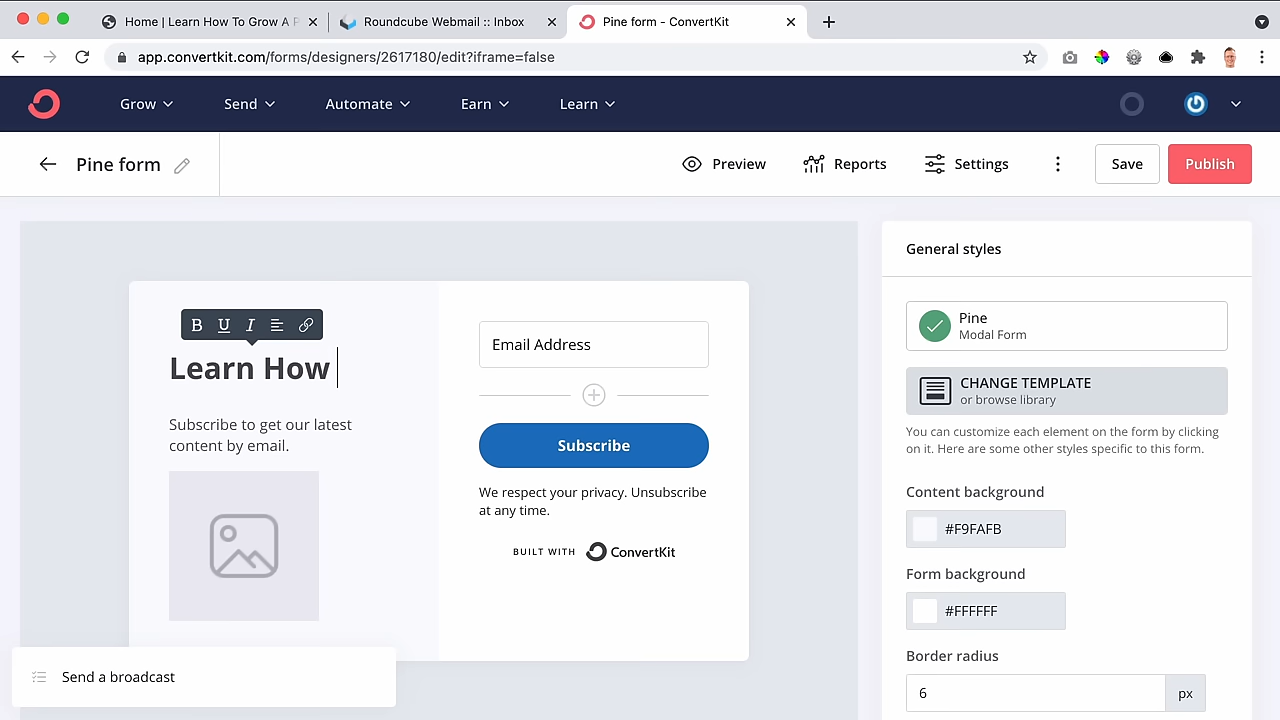 Home | Learn How To Grow A P
Roundcube Webmail :: Inbox
Pine form - ConvertKit
app.convertkit.com/forms/designers/2617180/edit?iframe=false
Grow
Send
Automate
Earn
Learn
Pine form
Preview
Reports
Settings
Save
Publish
B U I
Learn How
Subscribe to get our latest
content by email.
Email Address
Subscribe
We respect your privacy. Unsubscribe
at any time.
BUILT WITH ConvertKit
Send a broadcast
General styles
Pine
Modal Form
CHANGE TEMPLATE
or browse library
You can customize each element on the form by clicking
on it. Here are some other styles specific to this form.
Content background
#F9FAFB
Form background
#FFFFFF
Border radius
6 px